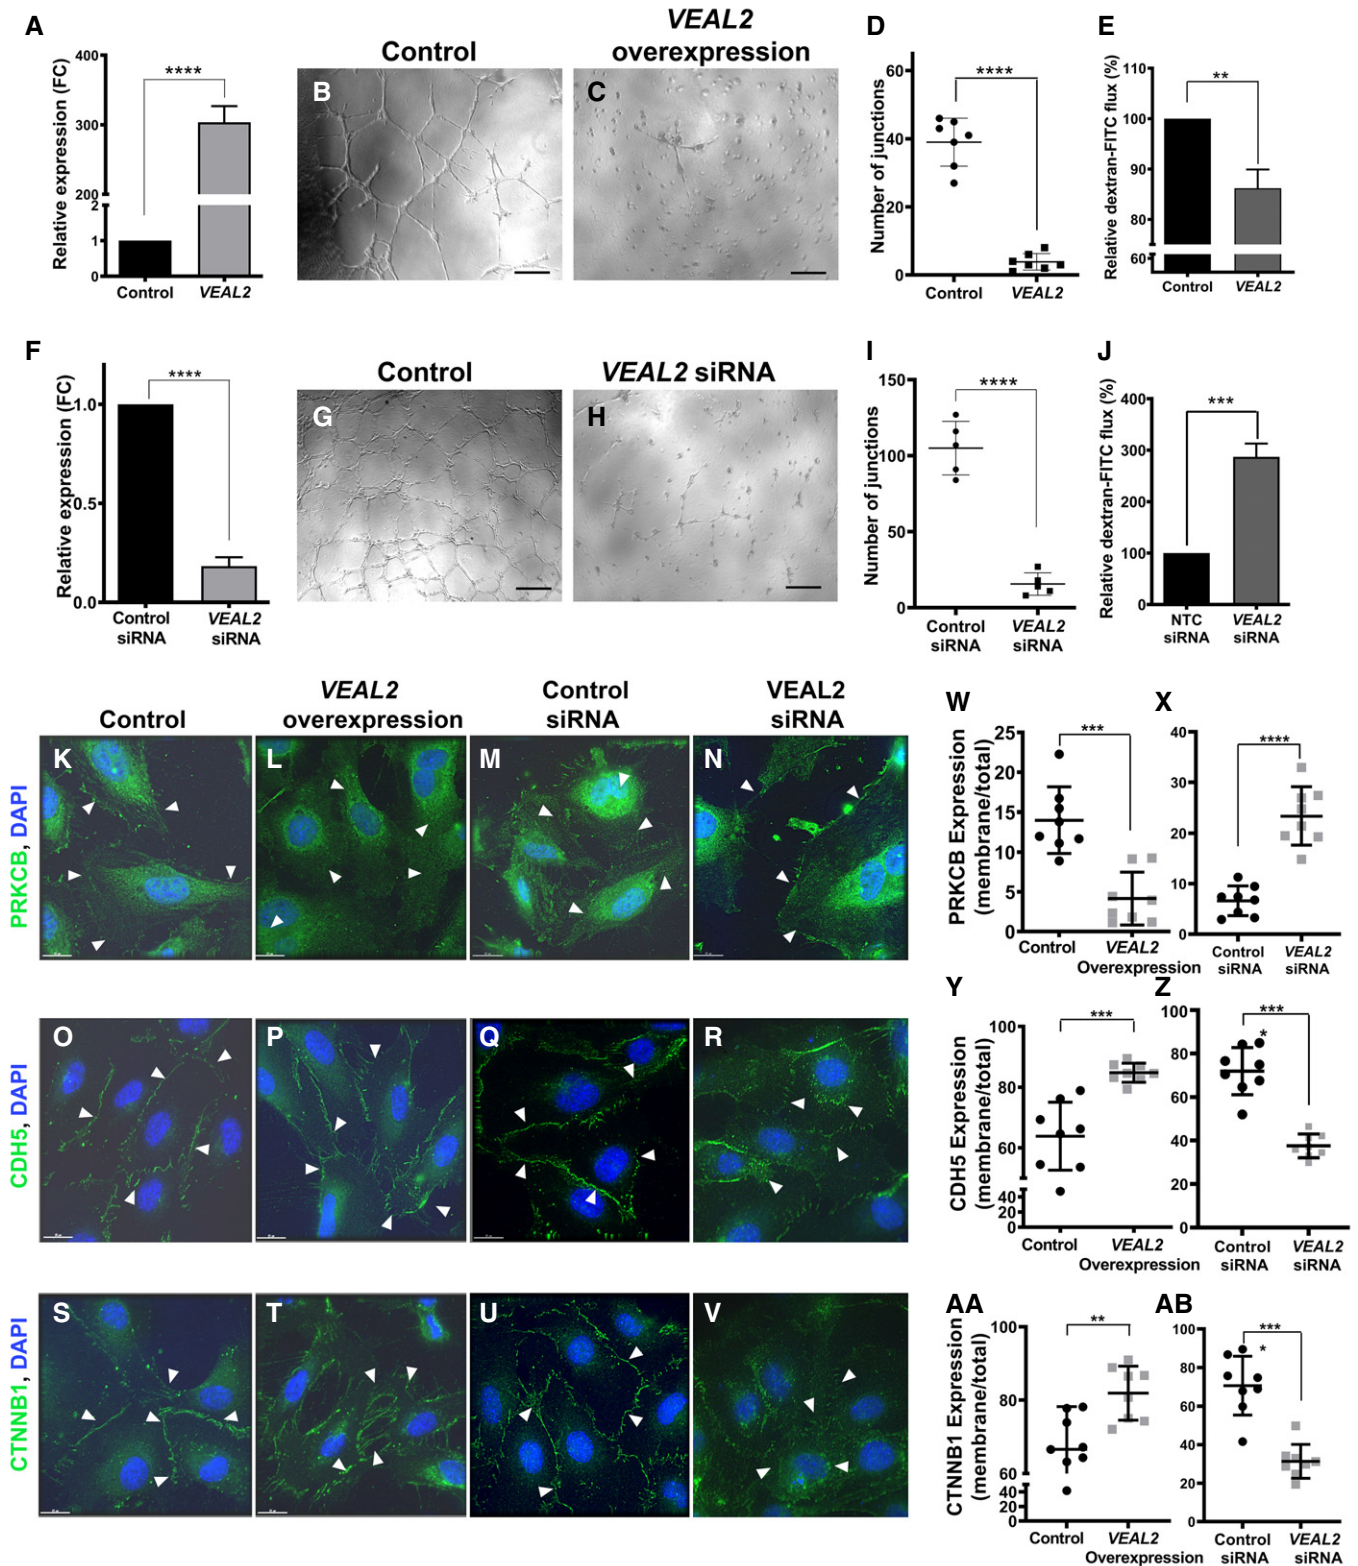 A
Relative expression (FC)
400
300
200
2
1
0
****
Control
VEAL2
Control
B
VEAL2
overexpression
C
D
Number of junctions
60
40
20
0
****
Control
VEAL2
E
Relative dextran-FITC flux (%)
110
100
90
80
60
**
Control
VEAL2
F
Relative expression (FC)
1.0
0.5
0.0
****
Control
siRNA
VEAL2
siRNA
Control
G
VEAL2 siRNA
H
I
Number of junctions
150
100
50
0
****
Control
siRNA
VEAL2
siRNA
J
Relative dextran-FITC flux (%)
400
300
200
100
0
***
NTC
siRNA
VEAL2
siRNA
Control
VEAL2
overexpression
Control
siRNA
VEAL2
siRNA
PRKCB, DAPI
K
L
M
N
W
PRKCB Expression
(membrane/total)
25
20
15
10
5
0
***
Control
VEAL2
Overexpression
X
40
30
20
10
0
****
Control
siRNA
VEAL2
siRNA
CDH5, DAPI
O
P
Q
R
Y
CDH5 Expression
(membrane/total)
100
80
60
40
20
0
***
Control
VEAL2
Overexpression
Z
100
80
60
40
20
0
***
*
Control
siRNA
VEAL2
siRNA
CTNNB1, DAPI
S
T
U
V
AA
CTNNB1 Expression
(membrane/total)
100
80
60
40
20
0
**
Control
VEAL2
Overexpression
AB
100
80
60
40
20
0
***
*
Control
siRNA
VEAL2
siRNA